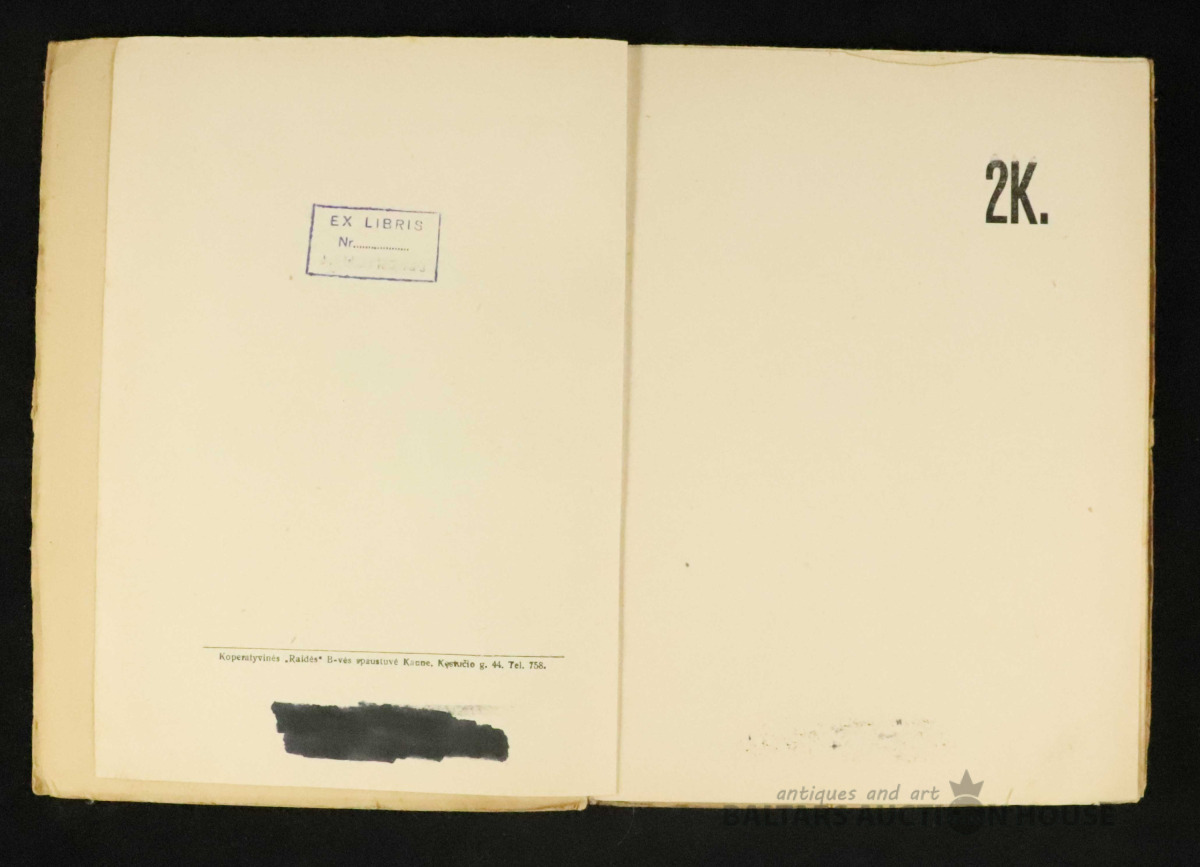 EX LIBRIS
Nr....................
Koperatyvinės „Raidės“ B-vės spaustuvė Kaune, Kęstučio g. 44. Tel. 758.
2K.
antiques and art
BALTARS AUCTION HOUSE